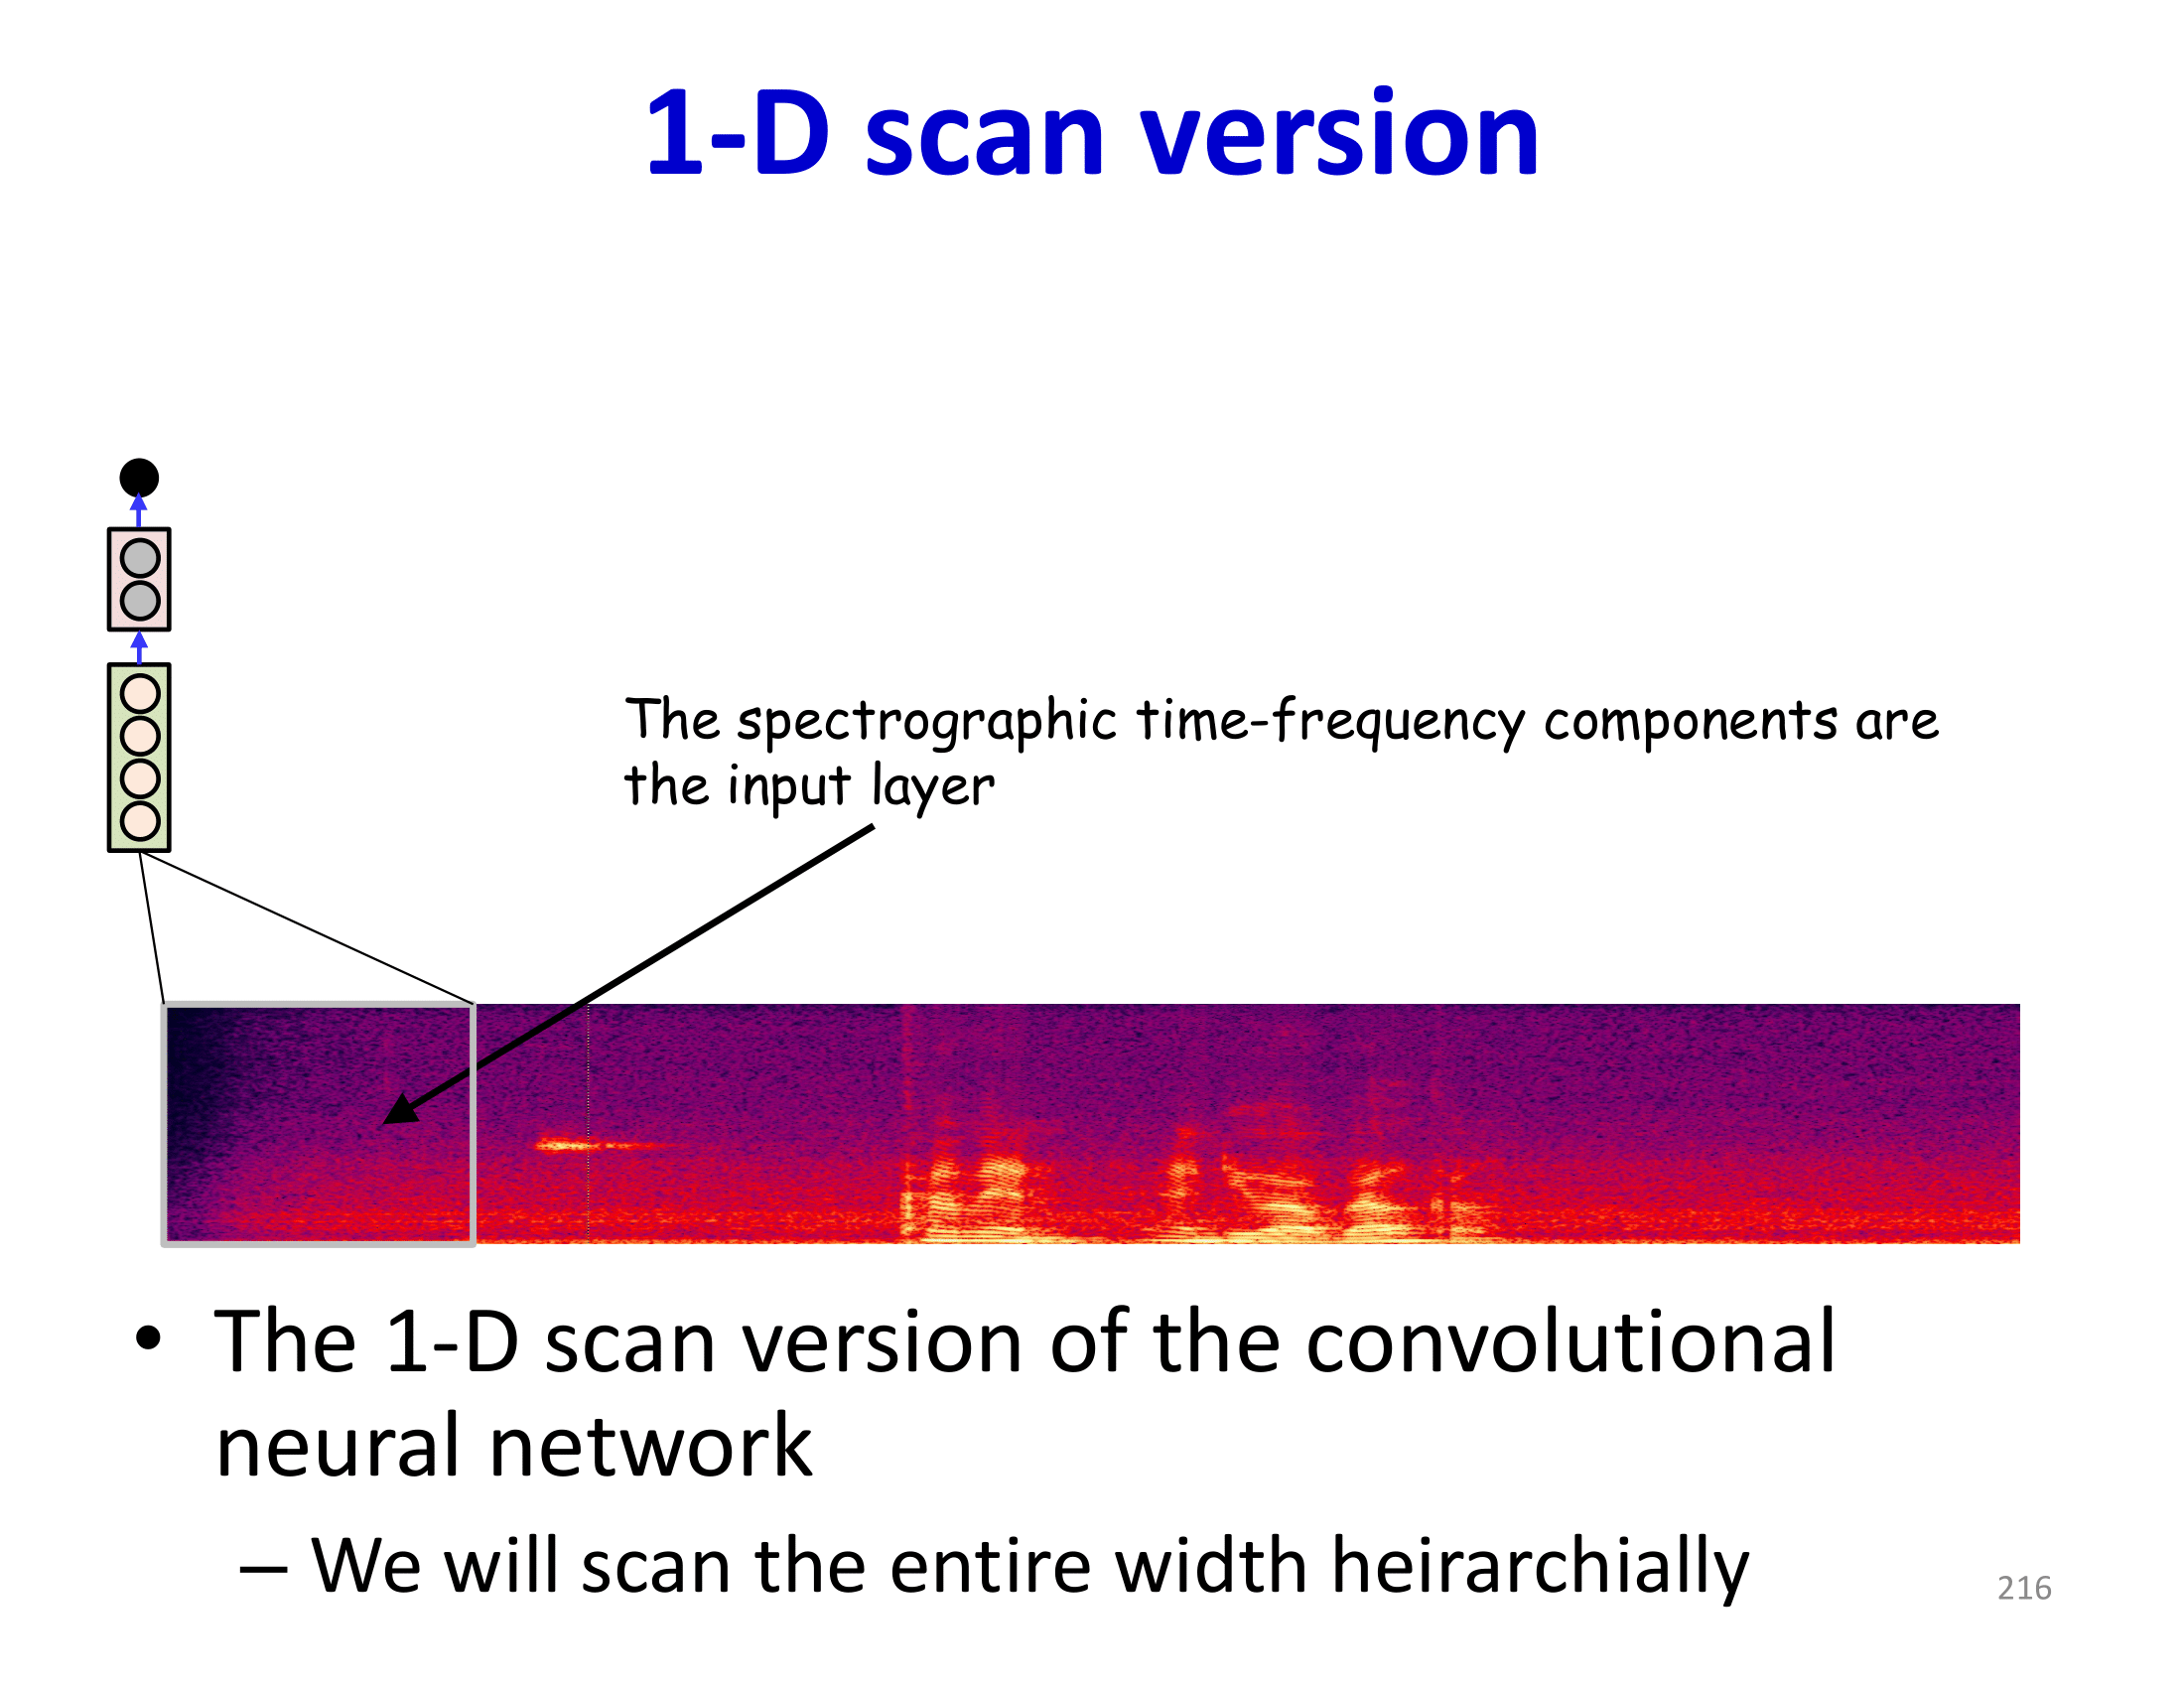 1-D scan version
The spectrographic time-frequency components are
the input layer
• The 1-D scan version of the convolutional
neural network
– We will scan the entire width heirarchially
216